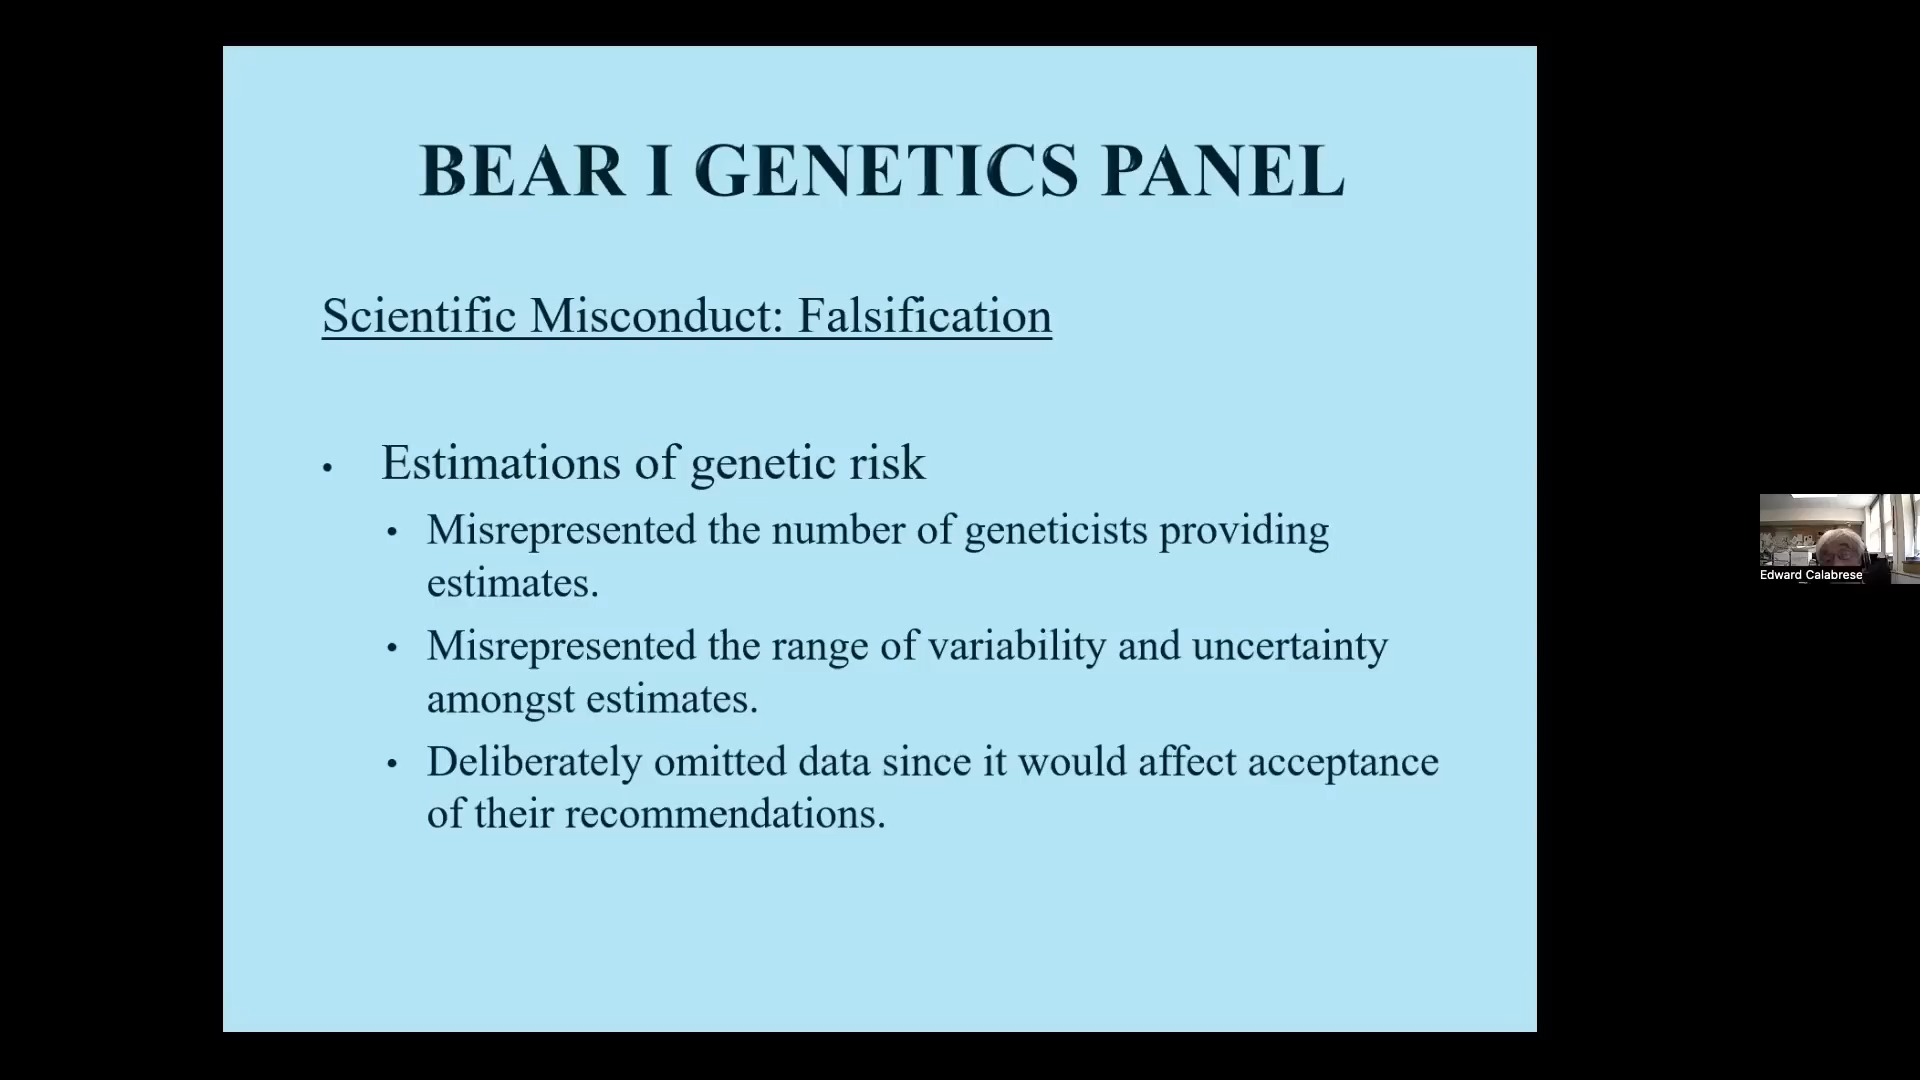 BEAR I GENETICS PANEL
Scientific Misconduct: Falsification
• Estimations of genetic risk
• Misrepresented the number of geneticists providing
estimates.
• Misrepresented the range of variability and uncertainty
amongst estimates.
• Deliberately omitted data since it would affect acceptance
of their recommendations.
Edward Calabrese